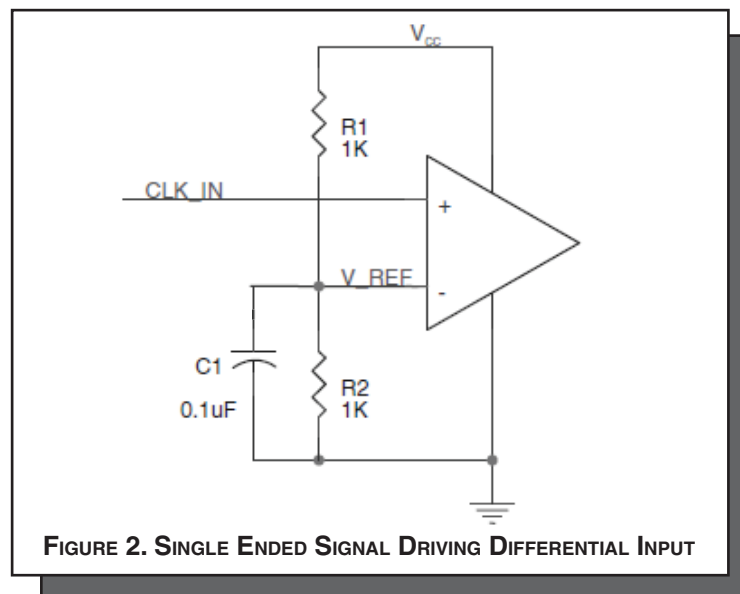 Vcc
R1
1K
CLK_IN
+
V_REF
-
C1
0.1uF
R2
1K
FIGURE 2. SINGLE ENDED SIGNAL DRIVING DIFFERENTIAL INPUT